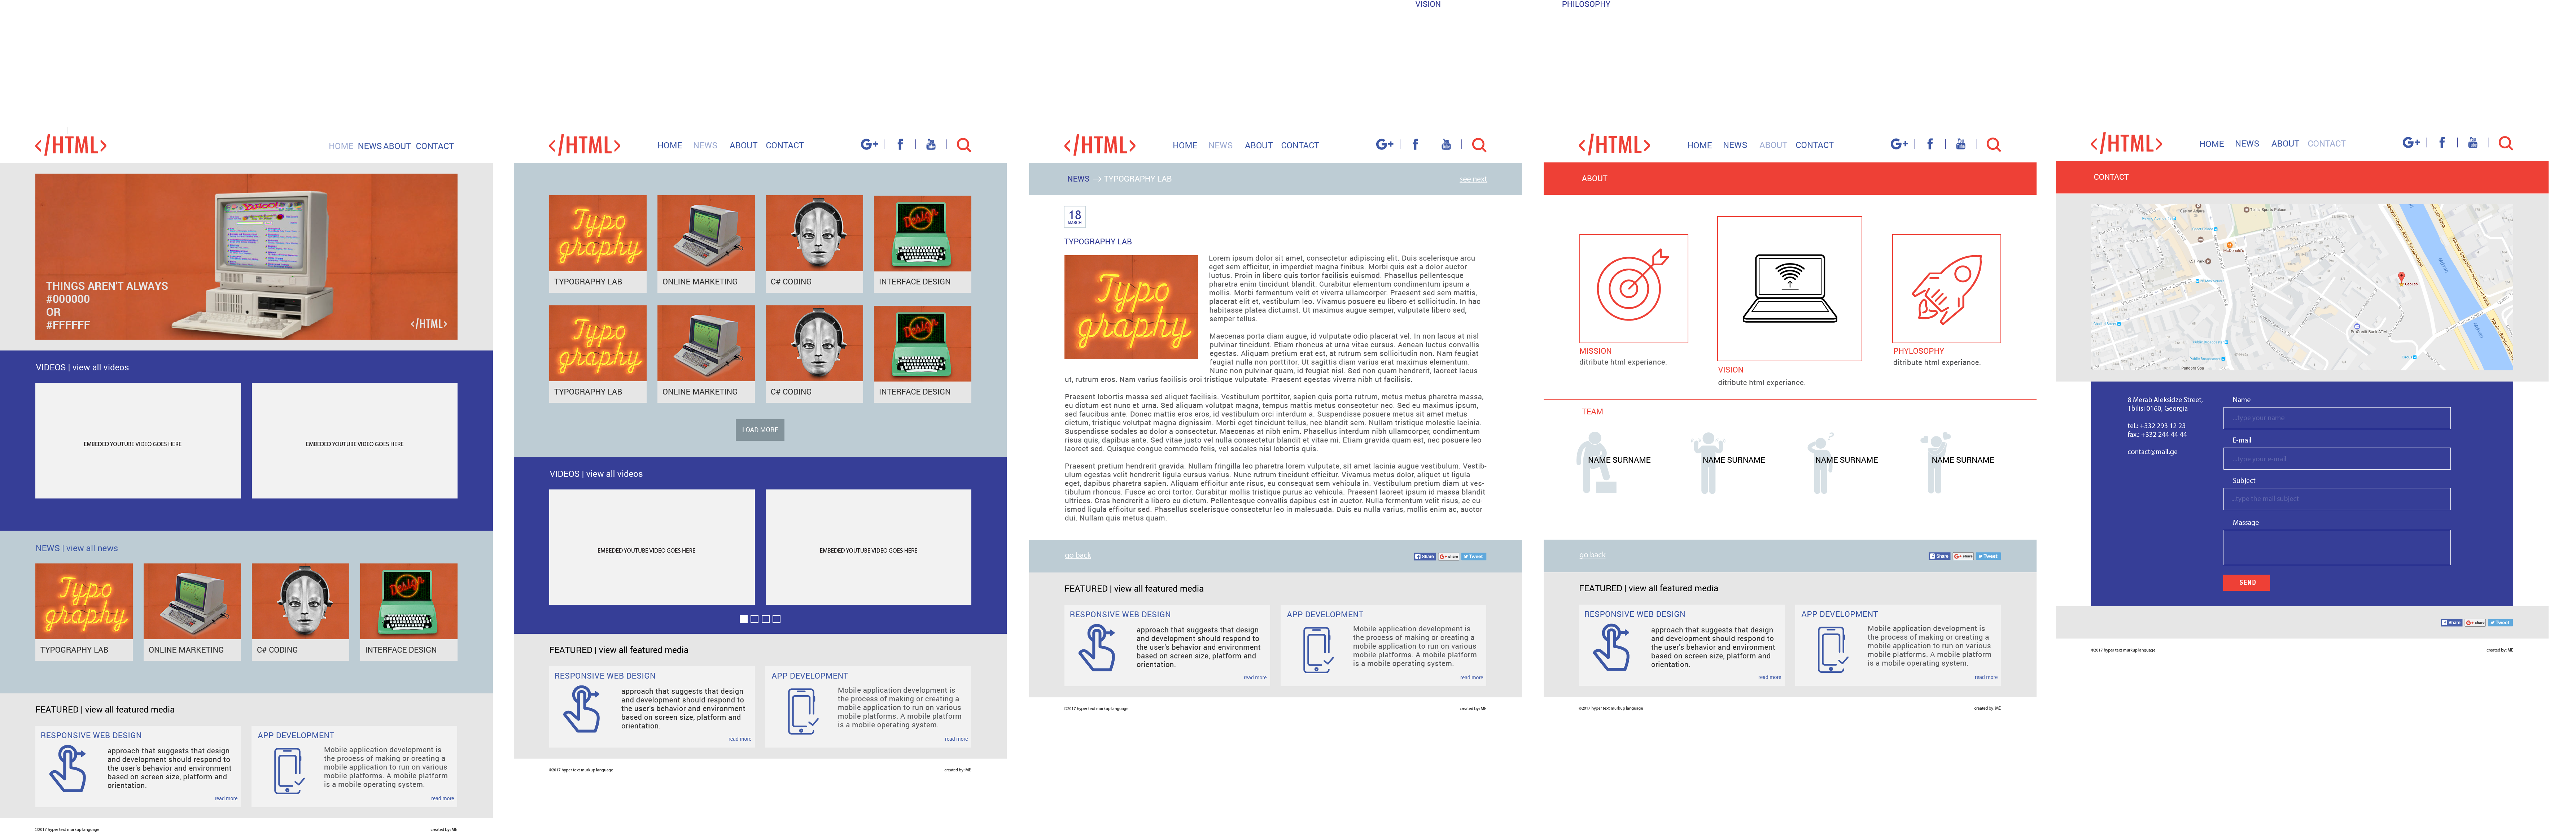 VISION
PHILOSOPHY
</HTML>
HOME NEWS ABOUT CONTACT
YAHOO!
THINGS AREN'T ALWAYS
#000000
OR
#FFFFFF
</HTML>
VIDEOS | view all videos
EMBEDED YOUTUBE VIDEO GOES HERE
EMBEDED YOUTUBE VIDEO GOES HERE
NEWS | view all news
Typo
graphy
Design
TYPOGRAPHY LAB
ONLINE MARKETING
C# CODING
INTERFACE DESIGN
FEATURED | view all featured media
RESPONSIVE WEB DESIGN
approach that suggests that design
and development should respond to
the user's behavior and environment
based on screen size, platform and
orientation.
read more
APP DEVELOPMENT
Mobile application development is
the process of making or creating a
mobile application to run on various
mobile platforms. A mobile platform
is a mobile operating system.
read more
©2017 hyper text markup language
created by: ME
</HTML>
HOME NEWS ABOUT CONTACT
G+ | f | You Tube |
Typo
graphy
Design
TYPOGRAPHY LAB
ONLINE MARKETING
C# CODING
INTERFACE DESIGN
Typo
graphy
Design
TYPOGRAPHY LAB
ONLINE MARKETING
C# CODING
INTERFACE DESIGN
LOAD MORE
VIDEOS | view all videos
EMBEDED YOUTUBE VIDEO GOES HERE
EMBEDED YOUTUBE VIDEO GOES HERE
FEATURED | view all featured media
RESPONSIVE WEB DESIGN
approach that suggests that design
and development should respond to
the user's behavior and environment
based on screen size, platform and
orientation.
read more
APP DEVELOPMENT
Mobile application development is
the process of making or creating a
mobile application to run on various
mobile platforms. A mobile platform
is a mobile operating system.
read more
©2017 hyper text markup language
created by: ME
</HTML>
HOME NEWS ABOUT CONTACT
G+ | f | You Tube |
NEWS → TYPOGRAPHY LAB
see next
18
MARCH
TYPOGRAPHY LAB
Typo
graphy
Lorem ipsum dolor sit amet, consectetur adipiscing elit. Duis scelerisque arcu
eget sem efficitur, in imperdiet magna finibus. Morbi quis est a dolor auctor
luctus. Proin in libero quis tortor facilisis euismod. Phasellus pellentesque
pharetra enim tincidunt blandit. Curabitur elementum condimentum ipsum a
mollis. Morbi fermentum velit et viverra ullamcorper. Praesent sed sem mattis,
placerat elit et, vestibulum leo. Vivamus posuere eu libero et sollicitudin. In hac
habitasse platea dictumst. Ut maximus augue semper, vulputate libero sed,
semper tellus.
Maecenas porta diam augue, id vulputate odio placerat vel. In non lacus at nisl
pulvinar tincidunt. Etiam rhoncus at urna vitae cursus. Aenean luctus convallis
egestas. Aliquam pretium erat est, at rutrum sem sollicitudin non. Nam feugiat
feugiat nulla non porttitor. Ut sagittis diam varius erat maximus elementum.
Nunc non pulvinar quam, id feugiat nisl. Sed non quam hendrerit, laoreet lacus
ut, rutrum eros. Nam varius facilisis orci tristique vulputate. Praesent egestas viverra nibh ut facilisis.
Praesent lobortis massa sed aliquet facilisis. Vestibulum porttitor, sapien quis porta rutrum, metus metus pharetra massa,
eu dictum est nunc et urna. Sed aliquam volutpat magna, tempus mattis metus consectetur nec. Sed eu maximus ipsum,
sed faucibus ante. Donec mattis eros eros, id vestibulum orci interdum a. Suspendisse posuere metus sit amet metus
dictum, tristique volutpat magna dignissim. Morbi eget tincidunt tellus, nec blandit sem. Nullam tristique molestie lacinia.
Suspendisse sodales ac dolor a consectetur. Maecenas at nibh enim. Phasellus interdum nibh ullamcorper, condimentum
risus quis, dapibus ante. Sed vitae justo vel nulla consectetur blandit et vitae mi. Etiam gravida quam est, nec posuere leo
laoreet sed. Quisque congue commodo felis, vel sodales nisl lobortis quis.
Praesent pretium hendrerit gravida. Nullam fringilla leo pharetra lorem vulputate, sit amet lacinia augue vestibulum. Vestib-
ulum egestas velit hendrerit ligula cursus varius. Nunc rutrum tincidunt efficitur. Vivamus metus dolor, aliquet ut ligula
eget, dapibus pharetra sapien. Aliquam efficitur ante risus, eu consequat sem vehicula in. Vestibulum pretium diam ut ves-
tibulum rhoncus. Fusce ac orci tortor. Curabitur mollis tristique purus ac vehicula. Praesent laoreet ipsum id massa blandit
ultrices. Cras hendrerit a libero eu dictum. Pellentesque convallis dapibus est in auctor. Nulla fermentum velit risus, ac eu-
ismod ligula efficitur sed. Phasellus scelerisque consectetur leo in malesuada. Duis eu nulla varius, mollis enim ac, auctor
dui. Nullam quis metus quam.
go back
Share
G+ share
Tweet
FEATURED | view all featured media
RESPONSIVE WEB DESIGN
approach that suggests that design
and development should respond to
the user's behavior and environment
based on screen size, platform and
orientation.
read more
APP DEVELOPMENT
Mobile application development is
the process of making or creating a
mobile application to run on various
mobile platforms. A mobile platform
is a mobile operating system.
read more
©2017 hyper text markup language
created by: ME
</HTML>
HOME NEWS ABOUT CONTACT
G+ | f | You Tube |
ABOUT
MISSION
ditribute html experiance.
VISION
ditribute html experiance.
PHYLOSOPHY
ditribute html experiance.
TEAM
NAME SURNAME
NAME SURNAME
NAME SURNAME
NAME SURNAME
go back
Share
G+ share
Tweet
FEATURED | view all featured media
RESPONSIVE WEB DESIGN
approach that suggests that design
and development should respond to
the user's behavior and environment
based on screen size, platform and
orientation.
read more
APP DEVELOPMENT
Mobile application development is
the process of making or creating a
mobile application to run on various
mobile platforms. A mobile platform
is a mobile operating system.
read more
©2017 hyper text markup language
created by: ME
</HTML>
HOME NEWS ABOUT CONTACT
G+ | f | You Tube |
CONTACT
Casino Adjara
Tbilisi Sports Palace
McDonald's
GeoLab
ProCredit Bank ATM
Public Broadcaster
Public Broadcaster
Mtkvari
Mtkvari
8 Merab Aleksidze Street,
Tbilisi 0160, Georgia
tel.: +332 293 12 23
fax.: +332 244 44 44
contact@mail.ge
Name
...type your name
E-mail
...type your e-mail
Subject
...type the mail subject
Massage
SEND
Share
G+ share
Tweet
©2017 hyper text markup language
created by: ME